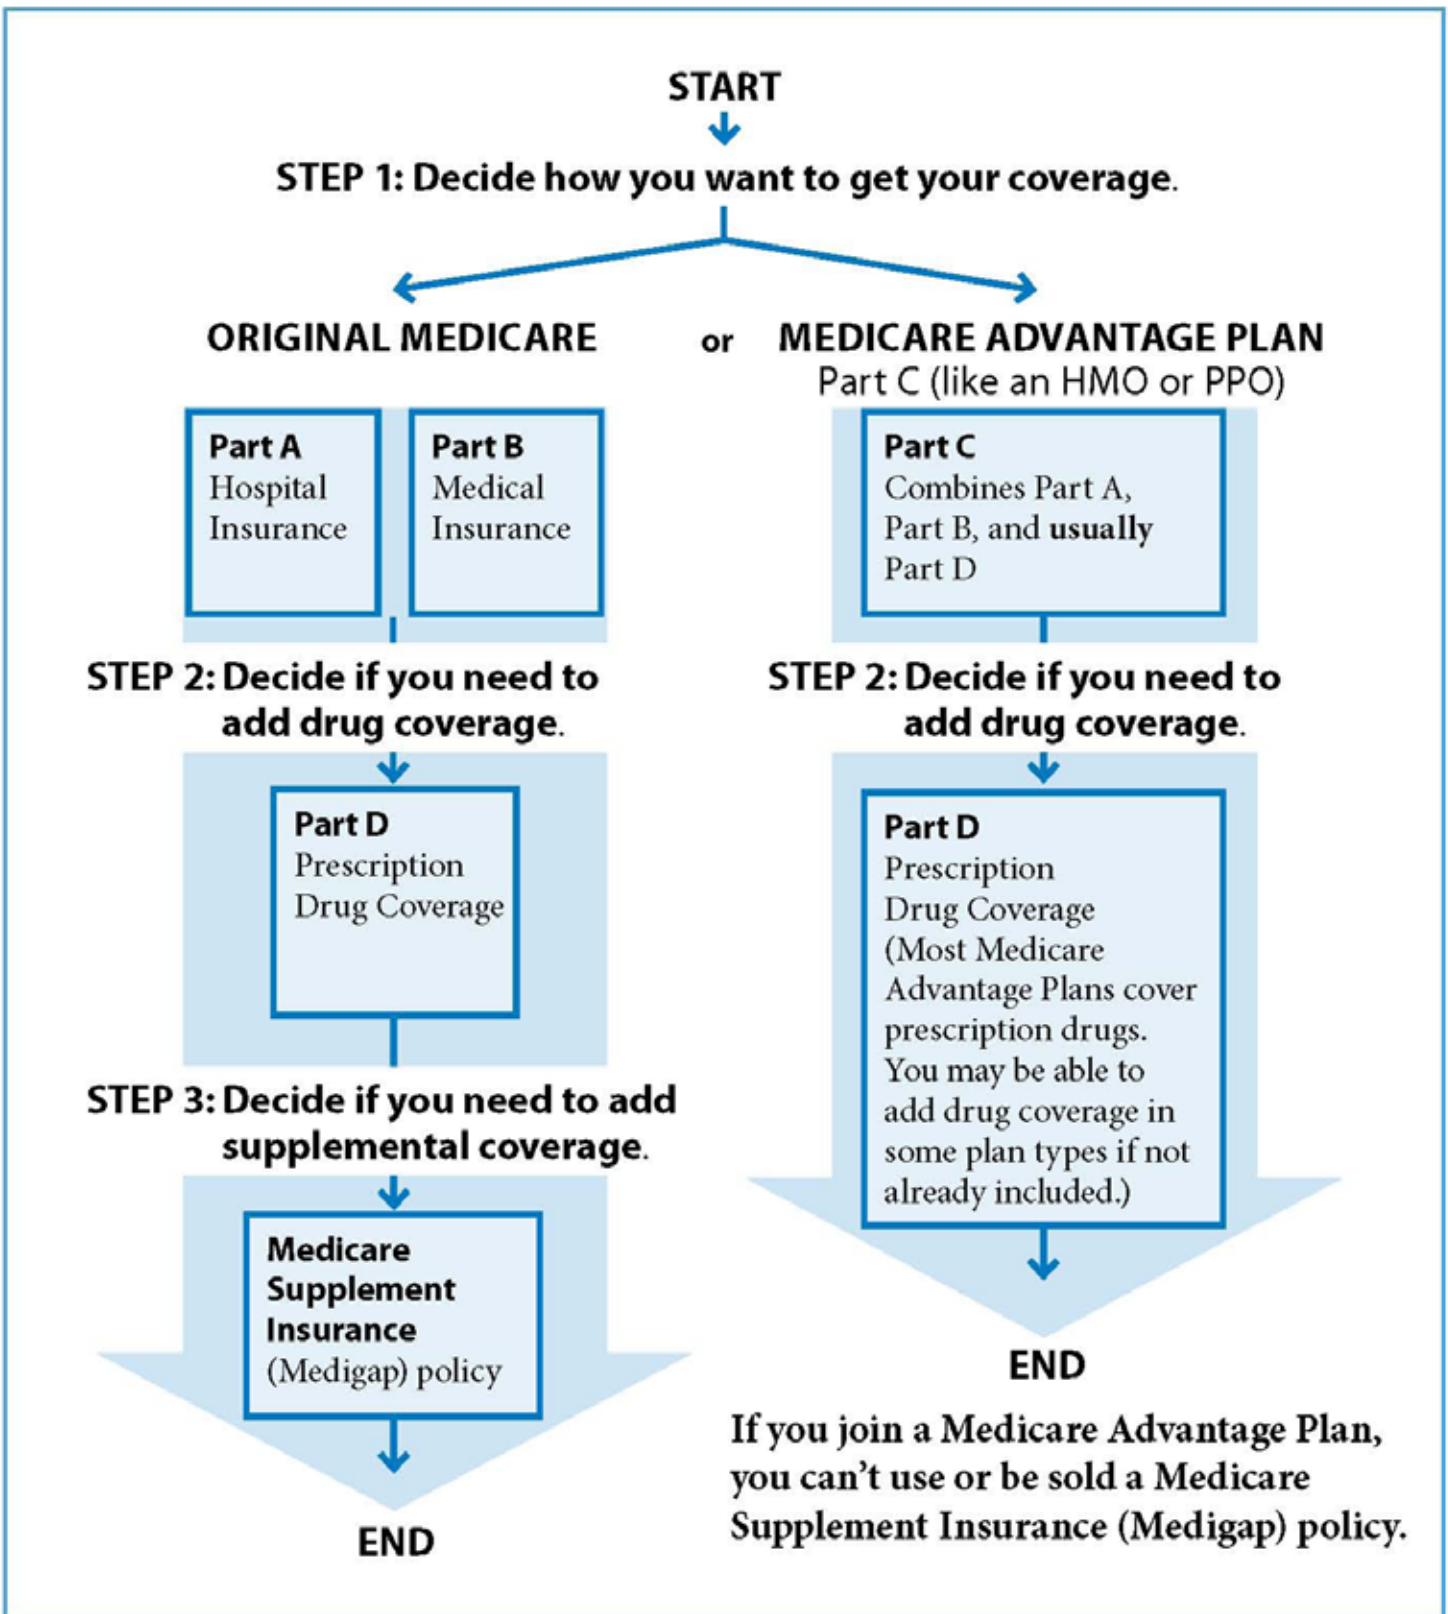 START
STEP 1: Decide how you want to get your coverage.
ORIGINAL MEDICARE
or
MEDICARE ADVANTAGE PLAN
Part C (like an HMO or PPO)
Part A
Hospital
Insurance
Part B
Medical
Insurance
Part C
Combines Part A,
Part B, and usually
Part D
STEP 2: Decide if you need to
add drug coverage.
STEP 2: Decide if you need to
add drug coverage.
Part D
Prescription
Drug Coverage
Part D
Prescription
Drug Coverage
(Most Medicare
Advantage Plans cover
prescription drugs.
You may be able to
add drug coverage in
some plan types if not
already included.)
STEP 3: Decide if you need to add
supplemental coverage.
Medicare
Supplement
Insurance
(Medigap) policy
END
END
If you join a Medicare Advantage Plan,
you can’t use or be sold a Medicare
Supplement Insurance (Medigap) policy.